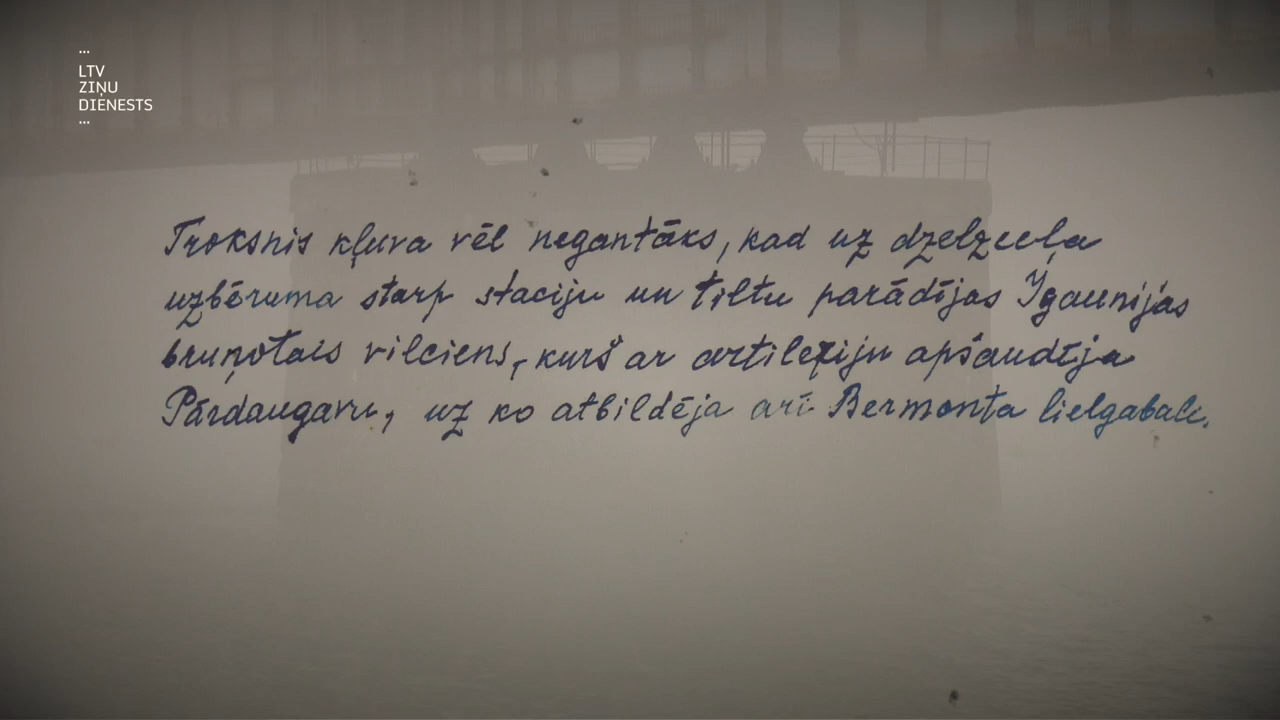 ...
LTV
ZIŅU
DIENESTS
...
Troksnis kļuva vēl negantāks, kad uz dzelzceļa
uzbēruma starp staciju un tiltu parādījās Igaunijas
bruņotais vilciens, kurš ar artilēriju apšaudīja
Pārdaugavu, uz ko atbildēja arī Bermonta lielgabali.